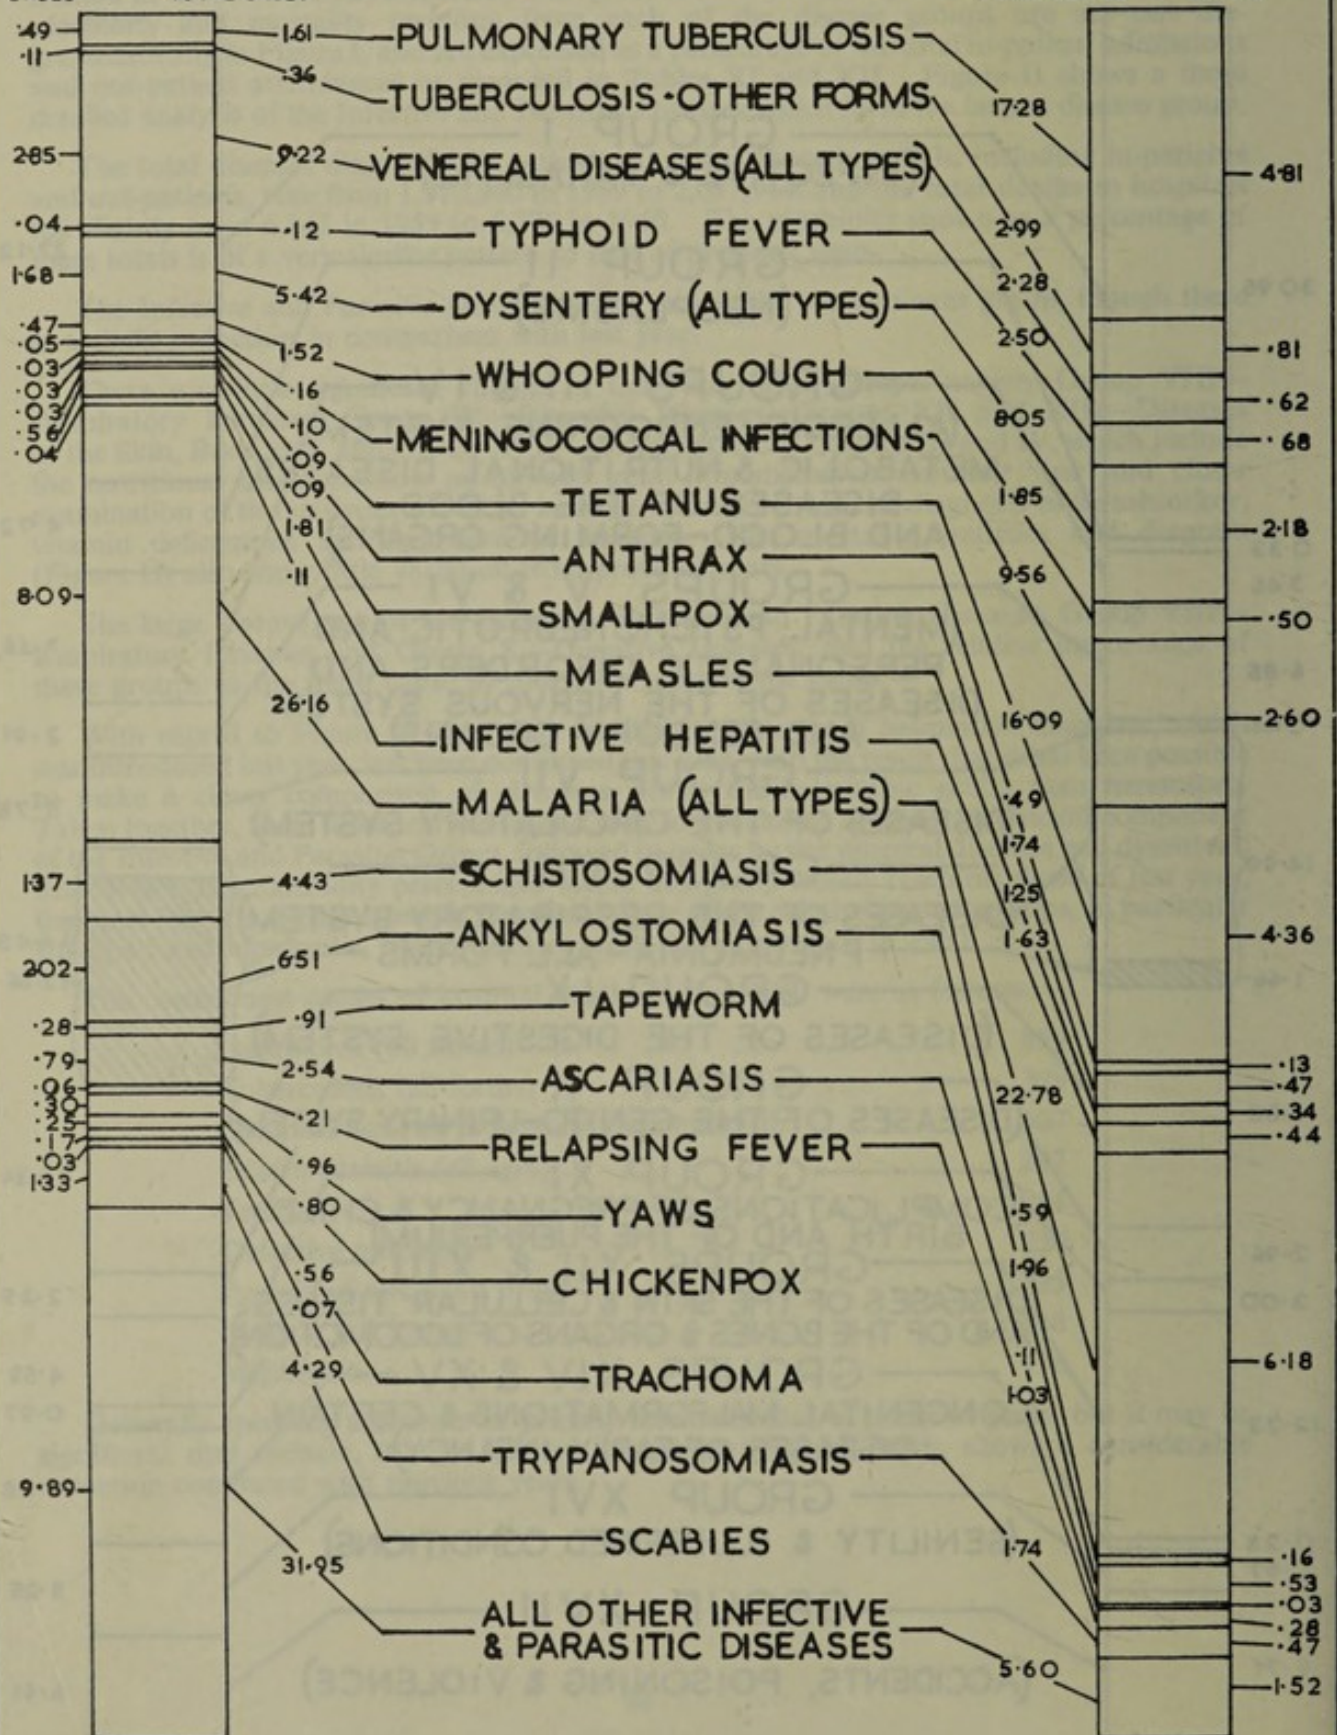 ·49 1·61 PULMONARY TUBERCULOSIS 17·28 4·81
·11 ·36 TUBERCULOSIS·OTHER FORMS 2·99 ·81
2·85 9·22 VENEREAL DISEASES (ALL TYPES) 2·28 ·62
·04 ·12 TYPHOID FEVER 2·50 ·68
1·68 5·42 DYSENTERY (ALL TYPES) 8·05 2·18
·47 1·52 WHOOPING COUGH 1·85 ·50
·05 ·16 MENINGOCOCCAL INFECTIONS 9·56 2·60
·03 ·10 TETANUS 16·09 4·36
·03 ·09 ANTHRAX ·49 ·13
·03 ·09 SMALLPOX 1·74 ·47
·56 1·81 MEASLES 1·25 ·34
·04 ·11 INFECTIVE HEPATITIS 1·63 ·44
8·09 26·16 MALARIA (ALL TYPES) 22·78 6·18
1·37 4·43 SCHISTOSOMIASIS ·59 ·16
2·02 6·51 ANKYLOSTOMIASIS 1·96 ·53
·28 ·91 TAPEWORM
·79 2·54 ASCARIASIS ·11 ·03
·06 ·21 RELAPSING FEVER 1·03 ·28
·30 ·96 YAWS
·25 ·80 CHICKENPOX
·17 ·56 TRACHOMA
·03 ·07 TRYPANOSOMIASIS 1·74 ·47
1·33 4·29 SCABIES
9·89 31·95 ALL OTHER INFECTIVE 5·60 1·52
& PARASITIC DISEASES